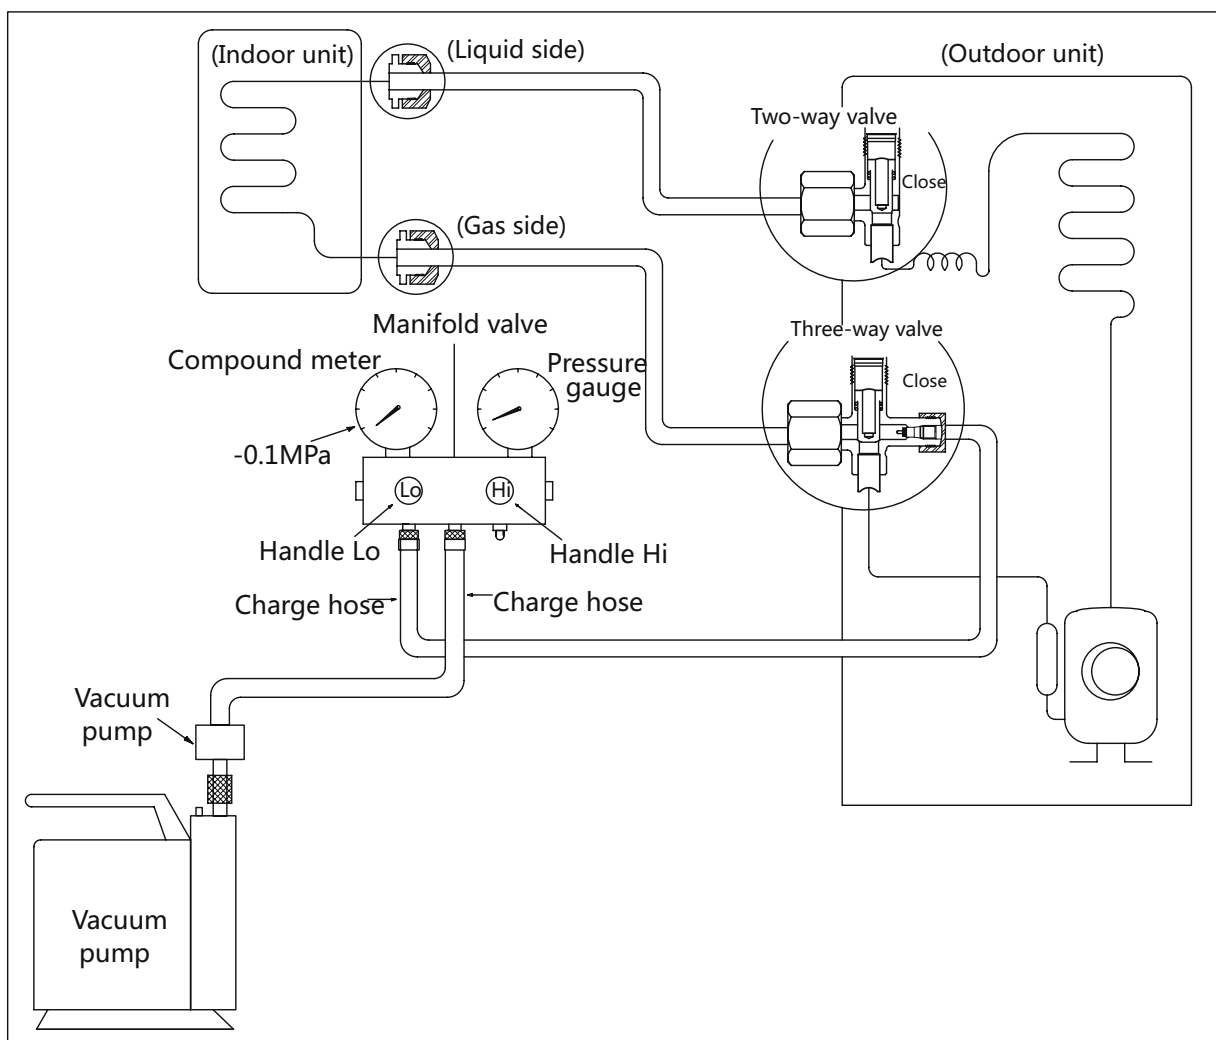 (Indoor unit)
(Liquid side)
(Outdoor unit)
Two-way valve
Close
(Gas side)
Manifold valve
Three-way valve
Compound meter
Pressure
gauge
Close
-0.1MPa
Lo
Hi
Handle Lo
Handle Hi
Charge hose
Charge hose
Vacuum
pump
Vacuum
pump